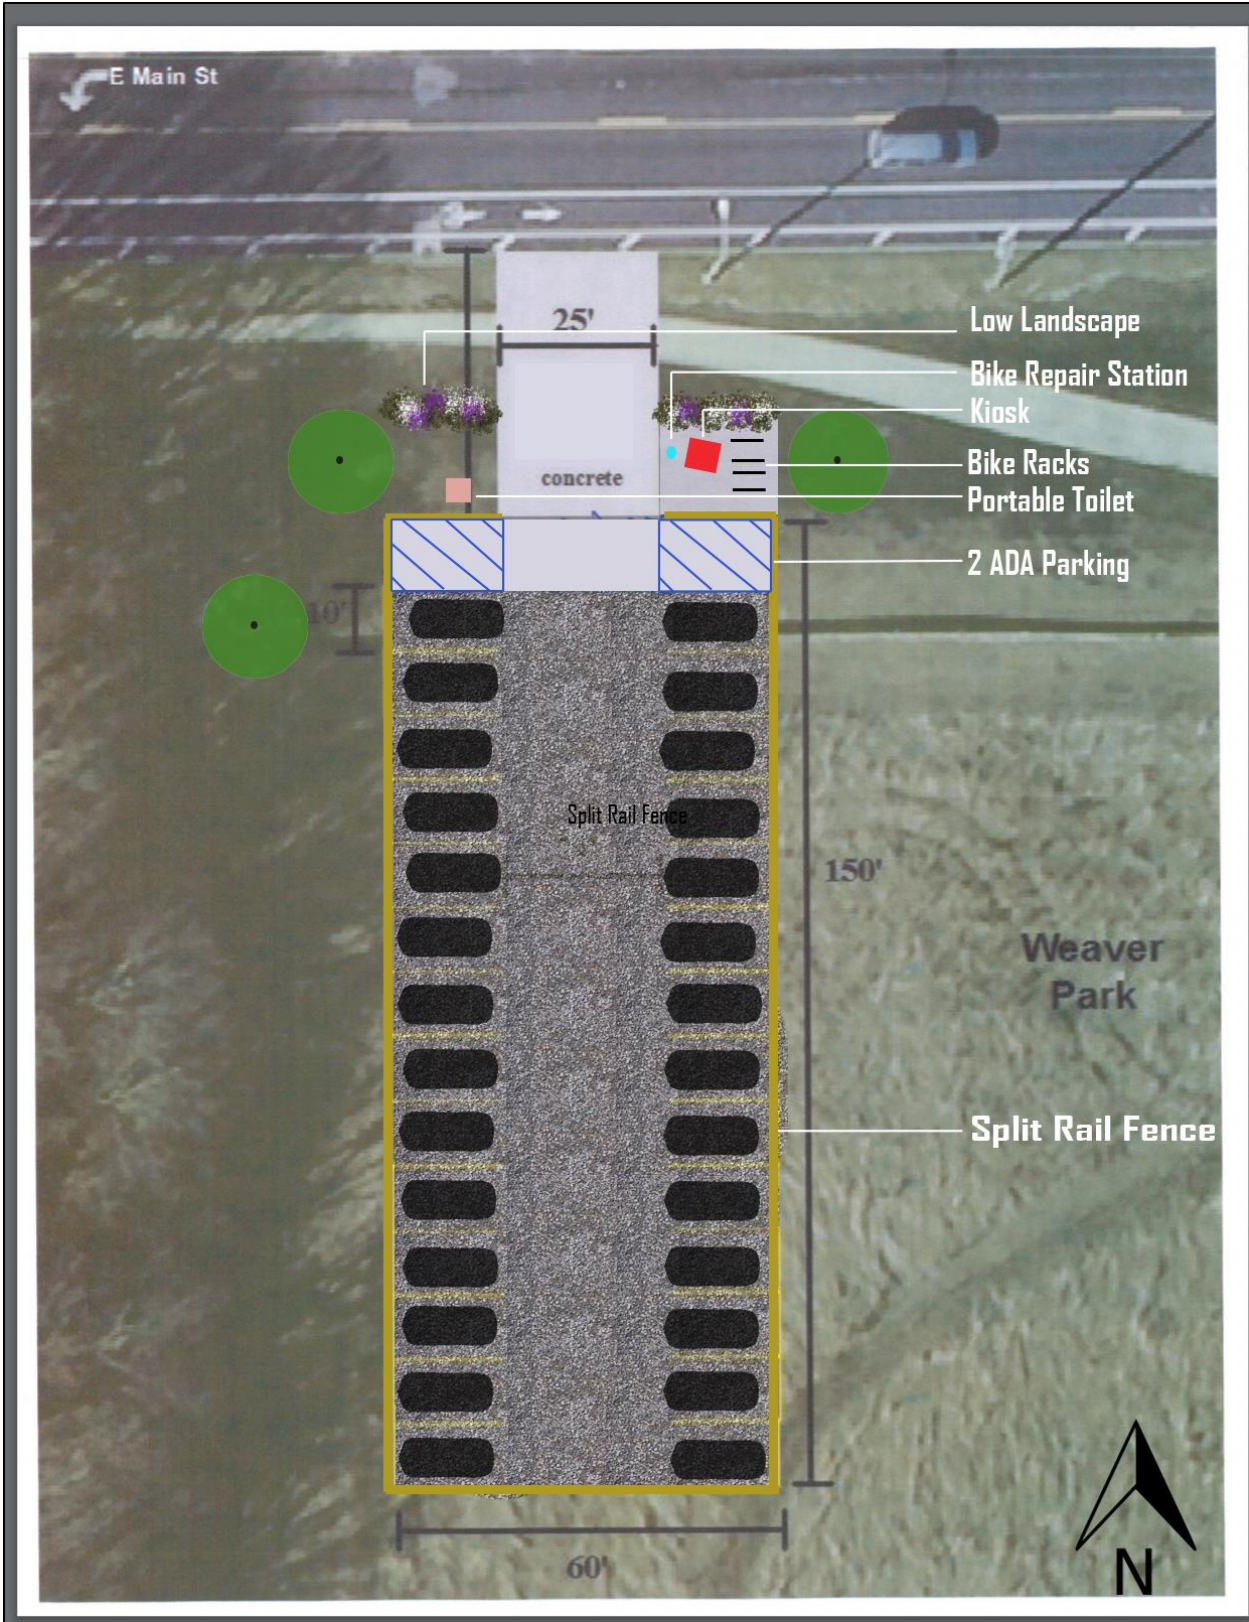 E Main St
25'
Low Landscape
Bike Repair Station
Kiosk
Bike Racks
concrete
Portable Toilet
2 ADA Parking
10'
Split Rail Fence
150'
Weaver
Park
Split Rail Fence
60'
N